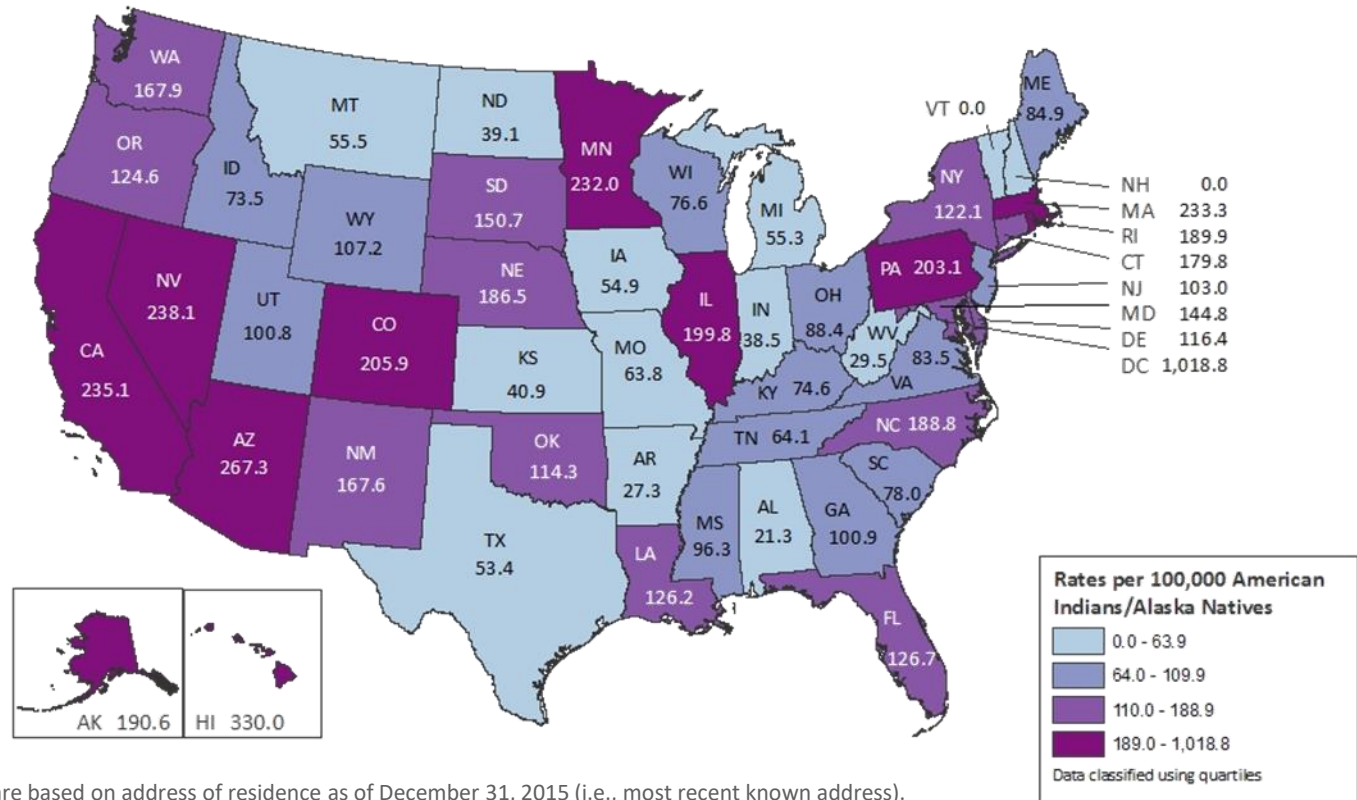 WA
167.9
OR
124.6
CA
235.1
NV
238.1
ID
73.5
MT
55.5
WY
107.2
UT
100.8
AZ
267.3
CO
205.9
NM
167.6
ND
39.1
SD
150.7
NE
186.5
KS
40.9
OK
114.3
TX
53.4
MN
232.0
IA
54.9
MO
63.8
AR
27.3
LA
126.2
WI
76.6
IL
199.8
MI
55.3
IN
38.5
OH
88.4
KY 74.6
TN 64.1
MS
96.3
AL
21.3
GA
100.9
FL
126.7
SC
78.0
NC 188.8
WV
29.5
83.5
VA
PA 203.1
NY
122.1
VT 0.0
ME
84.9
NH 0.0
MA 233.3
RI 189.9
CT 179.8
NJ 103.0
MD 144.8
DE 116.4
DC 1,018.8
AK 190.6
HI 330.0
Rates per 100,000 American
Indians/Alaska Natives
0.0 - 63.9
64.0 - 109.9
110.0 - 188.9
189.0 - 1,018.8
Data classified using quartiles
are based on address of residence as of December 31, 2015 (i.e., most recent known address).